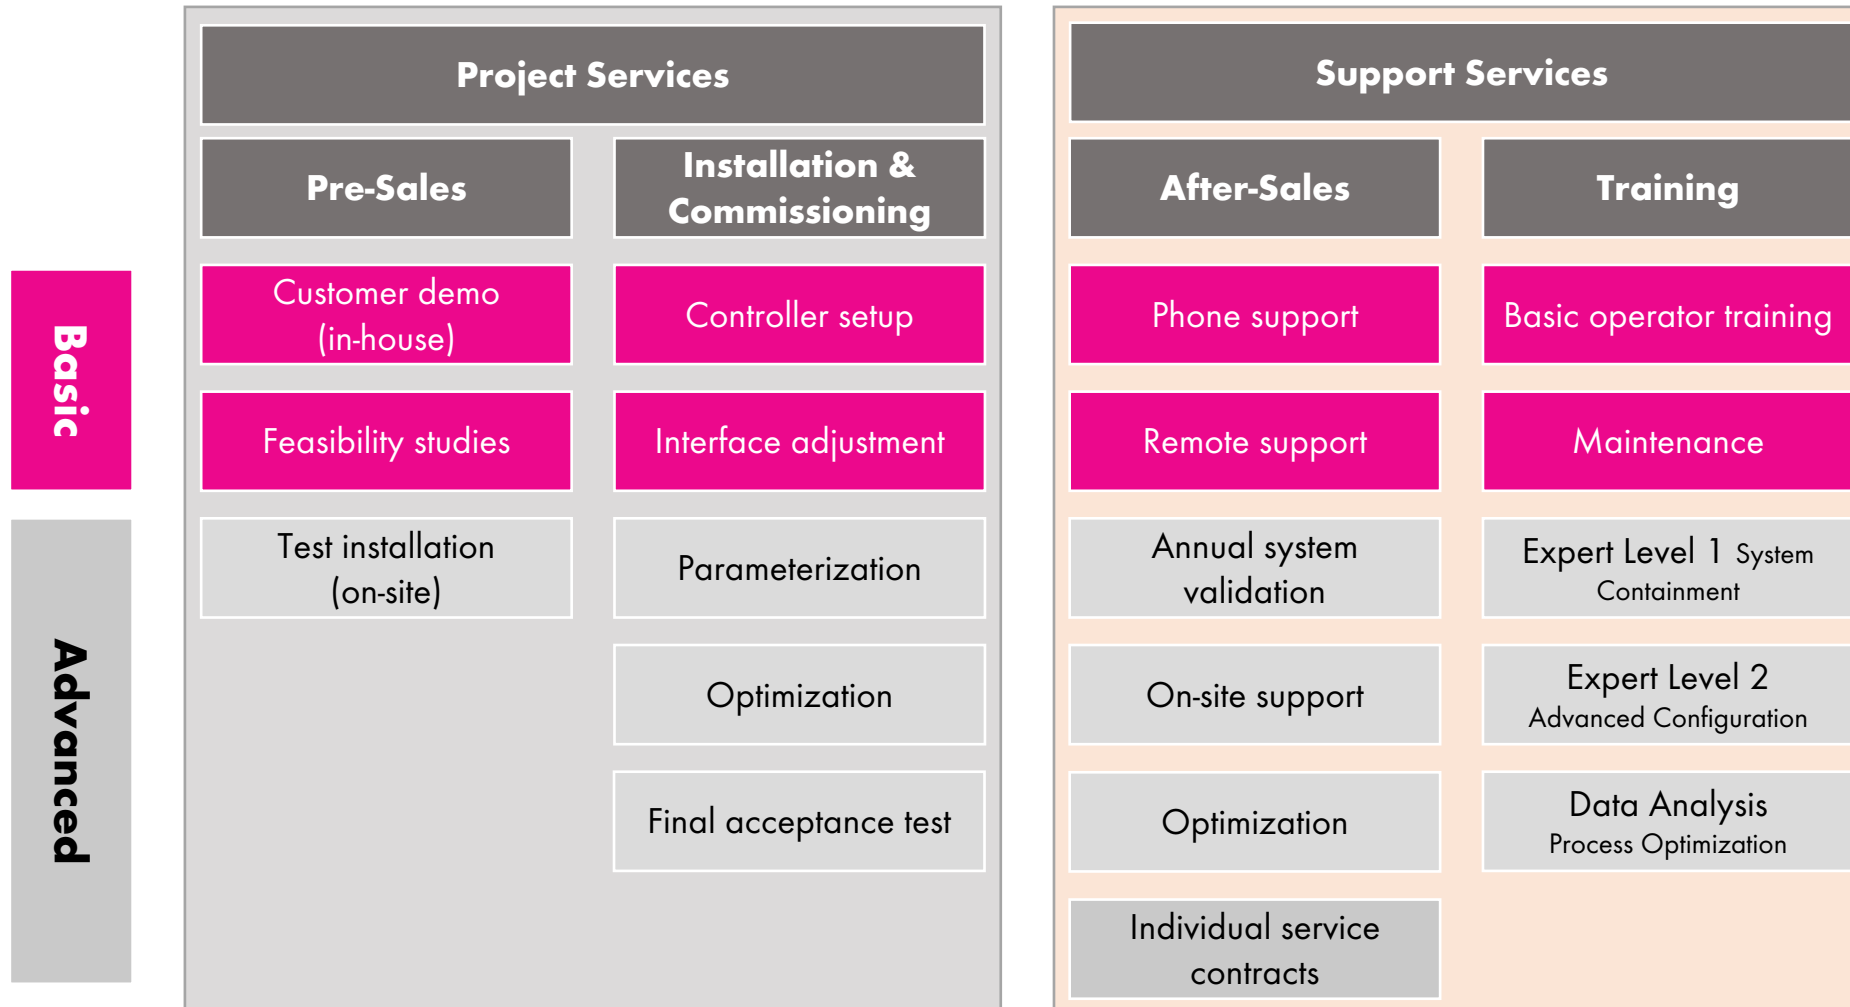 Project Services
Support Services
Pre-Sales
Installation &
Commissioning
After-Sales
Training
Basic
Customer demo
(in-house)
Controller setup
Phone support
Basic operator training
Feasibility studies
Interface adjustment
Remote support
Maintenance
Advanced
Test installation
(on-site)
Parameterization
Annual system
validation
Expert Level 1 System
Containment
Optimization
On-site support
Expert Level 2
Advanced Configuration
Final acceptance test
Optimization
Data Analysis
Process Optimization
Individual service
contracts